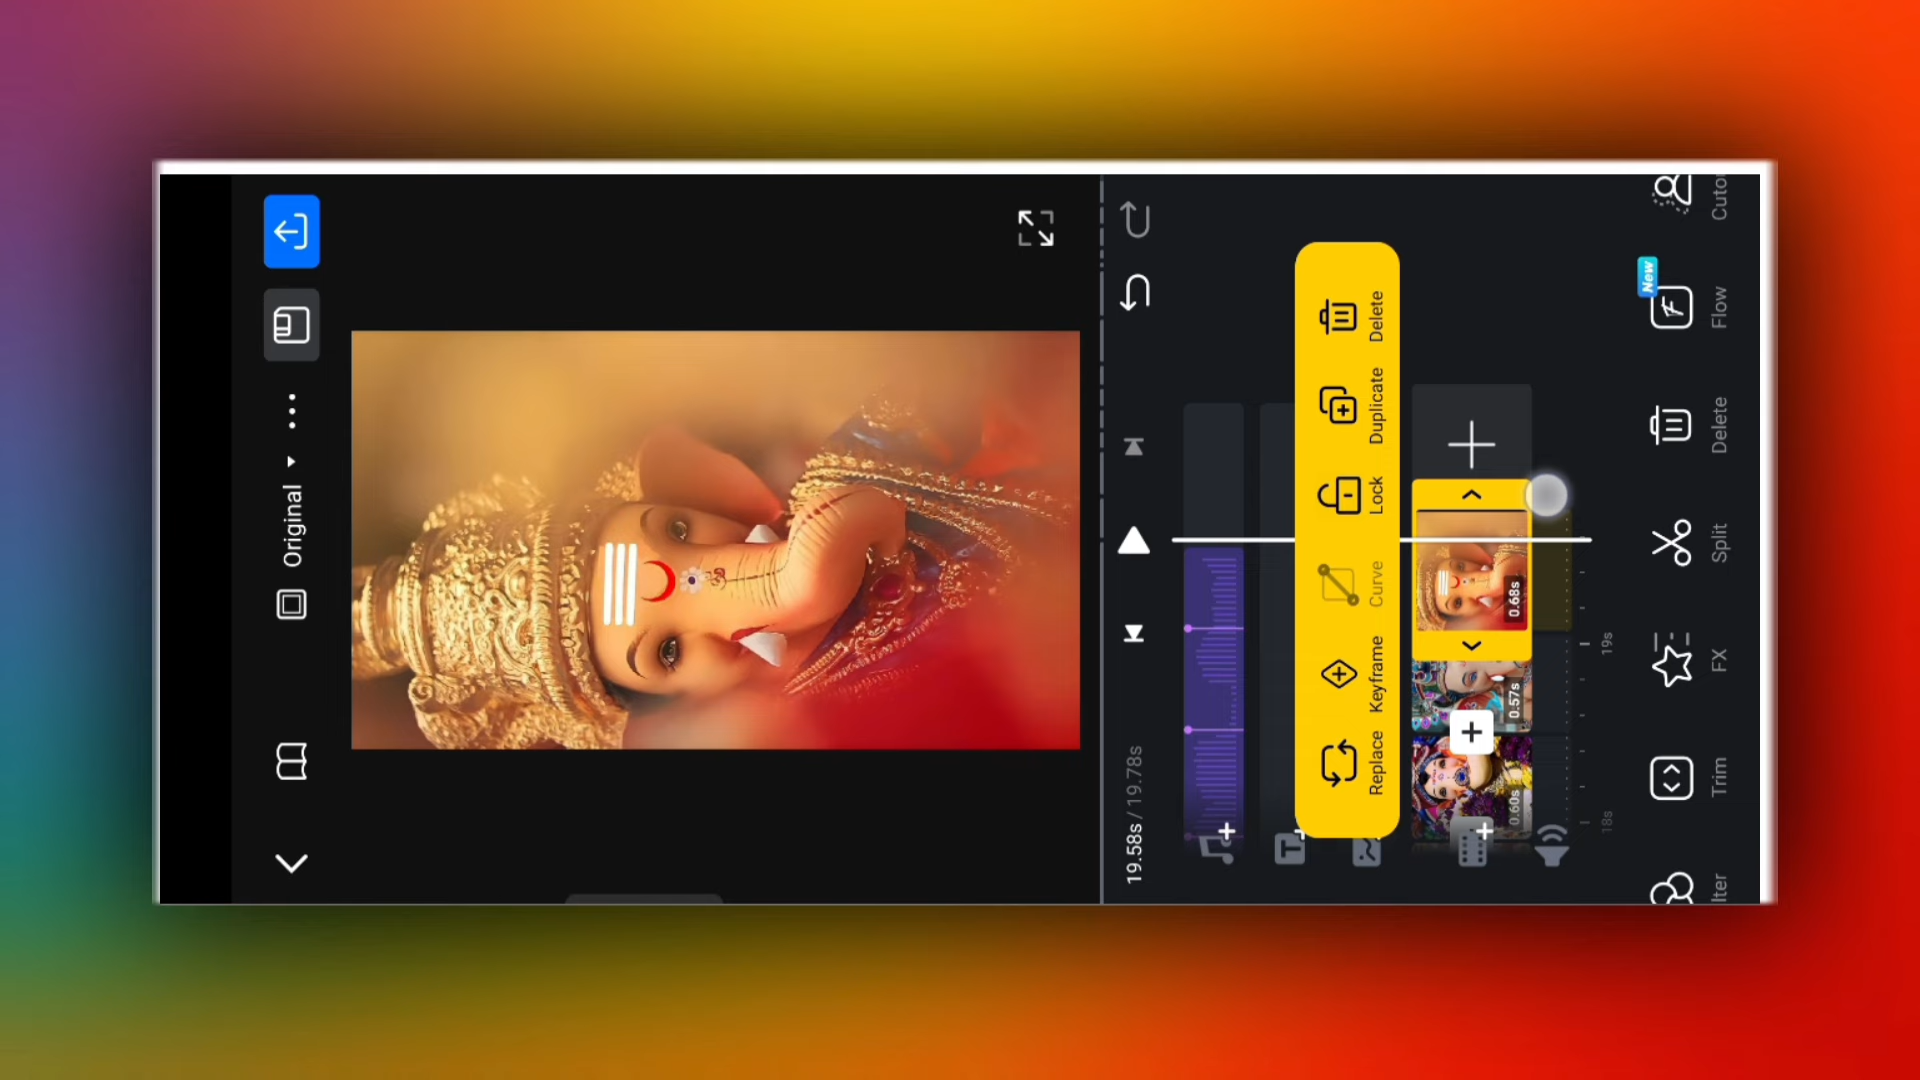 Original
19.58s / 19.78s
Replace
Keyframe
Curve
Lock
Duplicate
Delete
0.60s
0.57s
0.68s
18s
19s
lter
Trim
FX
Split
Delete
New
Flow
Cuto